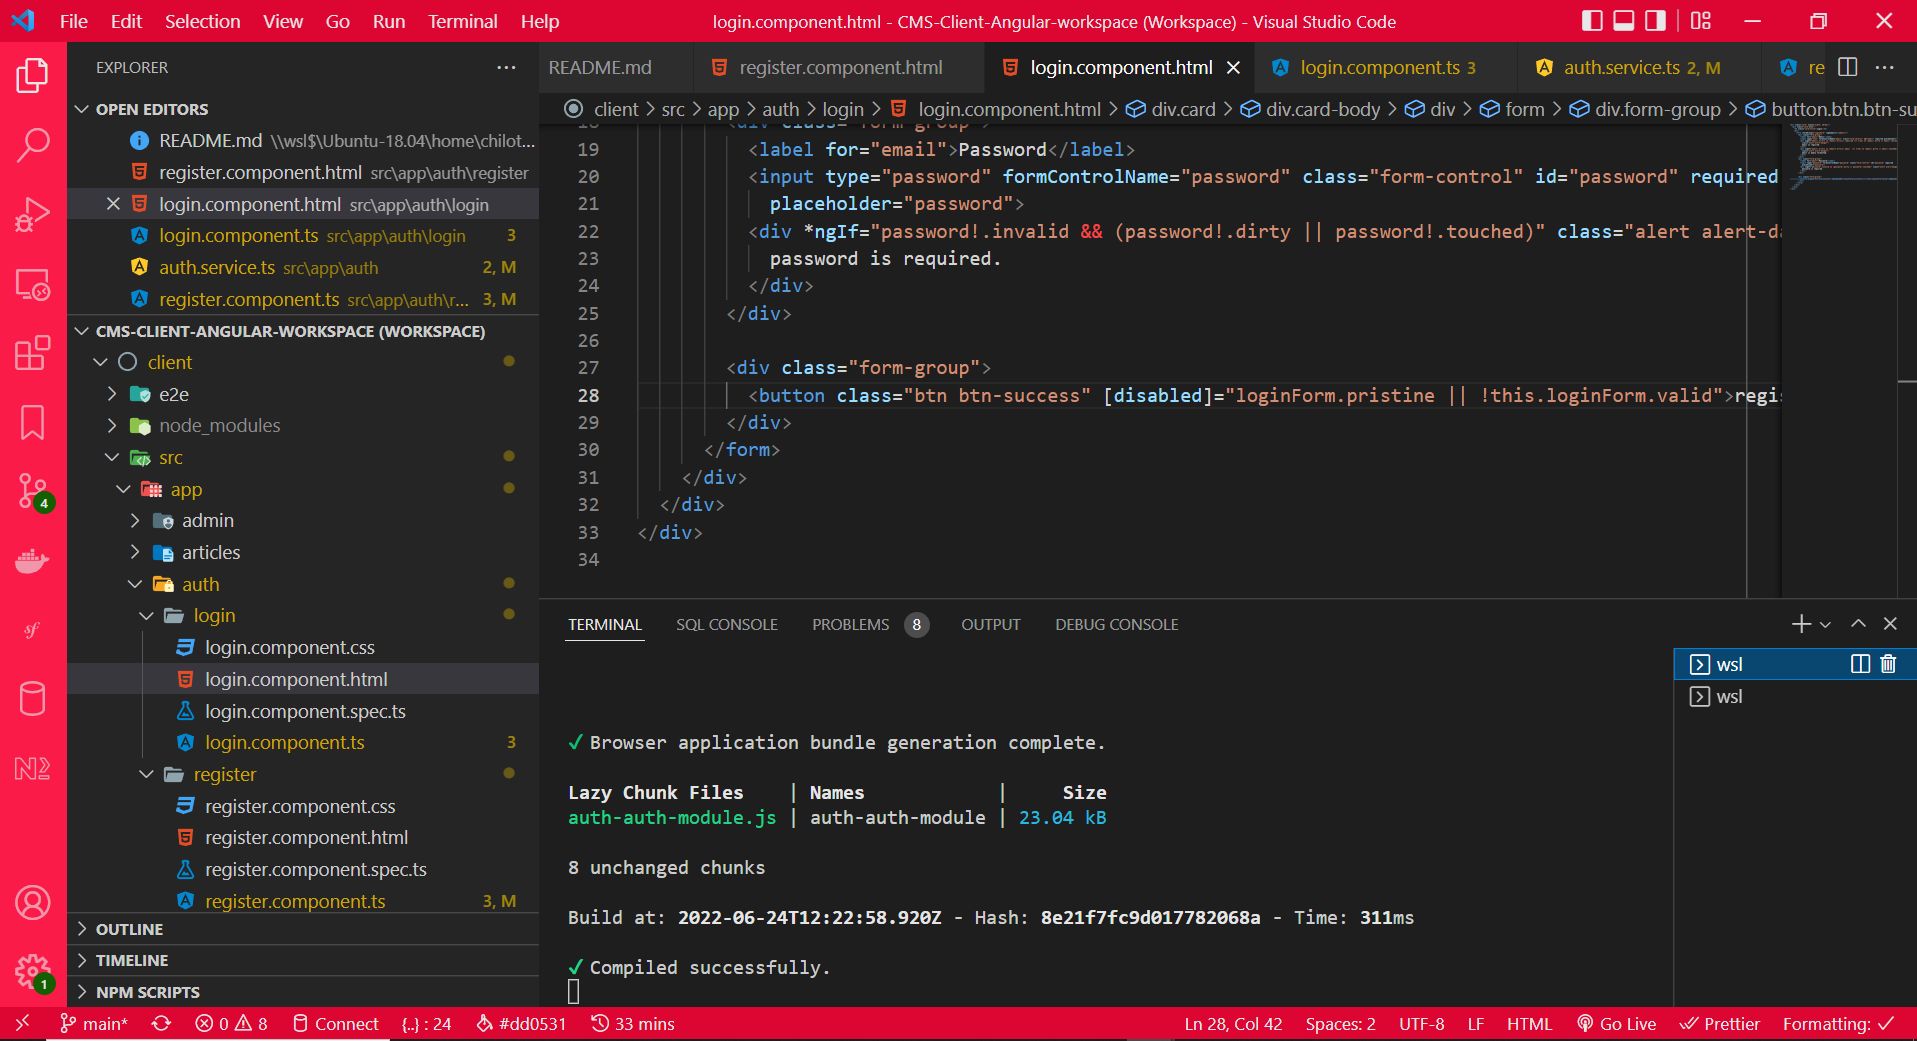 File Edit Selection View Go Run Terminal Help
login.component.html - CMS-Client-Angular-workspace (Workspace) - Visual Studio Code
EXPLORER
OPEN EDITORS
README.md \\wsl$\Ubuntu-18.04\home\chilot...
register.component.html src\app\auth\register
login.component.html src\app\auth\login
login.component.ts src\app\auth\login 3
auth.service.ts src\app\auth 2, M
register.component.ts src\app\auth\r... 3, M
CMS-CLIENT-ANGULAR-WORKSPACE (WORKSPACE)
client
e2e
node_modules
src
app
admin
articles
auth
login
login.component.css
login.component.html
login.component.spec.ts
login.component.ts 3
register
register.component.css
register.component.html
register.component.spec.ts
register.component.ts 3, M
OUTLINE
TIMELINE
NPM SCRIPTS
4
sf
1
README.md register.component.html login.component.html login.component.ts 3 auth.service.ts 2, M re
client > src > app > auth > login > login.component.html > div.card > div.card-body > div > form > div.form-group > button.btn.btn-su
18 <div class="form-group">
19 <label for="email">Password</label>
20 <input type="password" formControlName="password" class="form-control" id="password" required
21 placeholder="password">
22 <div *ngIf="password!.invalid && (password!.dirty || password!.touched)" class="alert alert-da
23 password is required.
24 </div>
25 </div>
26
27 <div class="form-group">
28 <button class="btn btn-success" [disabled]="loginForm.pristine || !this.loginForm.valid">regi
29 </div>
30 </form>
31 </div>
32 </div>
33 </div>
34
TERMINAL SQL CONSOLE PROBLEMS 8 OUTPUT DEBUG CONSOLE
wsl
wsl
✓ Browser application bundle generation complete.
Lazy Chunk Files | Names | Size
auth-auth-module.js | auth-auth-module | 23.04 kB
8 unchanged chunks
Build at: 2022-06-24T12:22:58.920Z - Hash: 8e21f7fc9d017782068a - Time: 311ms
✓ Compiled successfully.
main* 0 8 Connect {..} : 24 #dd0531 33 mins Ln 28, Col 42 Spaces: 2 UTF-8 LF HTML Go Live Prettier Formatting: ✓